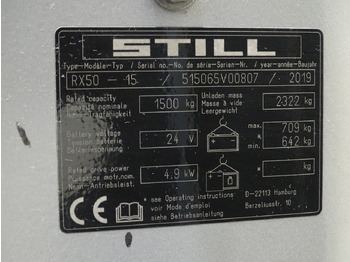 STILL
Type-Modèle-Typ / Serial no.-No. de série-Serien-Nr. / year-année-Baujahr
RX50 - 15 / 515065V00807 / 2019
Rated capacity
Capacité nominale
Nenn-Tragfähigkeit
1500 kg
Unladen mass
Masse à vide
Leergewicht
2322 kg
Battery voltage
Tension batterie
Batteriespannung
24 V
max. 709 kg
min. 642 kg
Rated drive power
Puissance motr.nom.
Nenn-Antriebsleist.
4,9 kW
* kg
CE
* see Operating instructions
voir Mode d'emploi
siehe Betriebsanleitung
D-22113 Hamburg
Berzeliusstr. 10